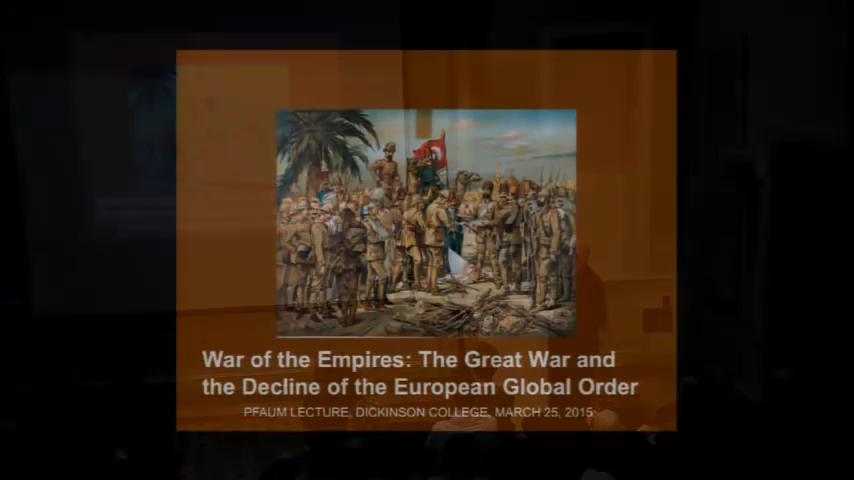 War of the Empires: The Great War and
the Decline of the European Global Order
PFAUM LECTURE, DICKINSON COLLEGE, MARCH 25, 2015